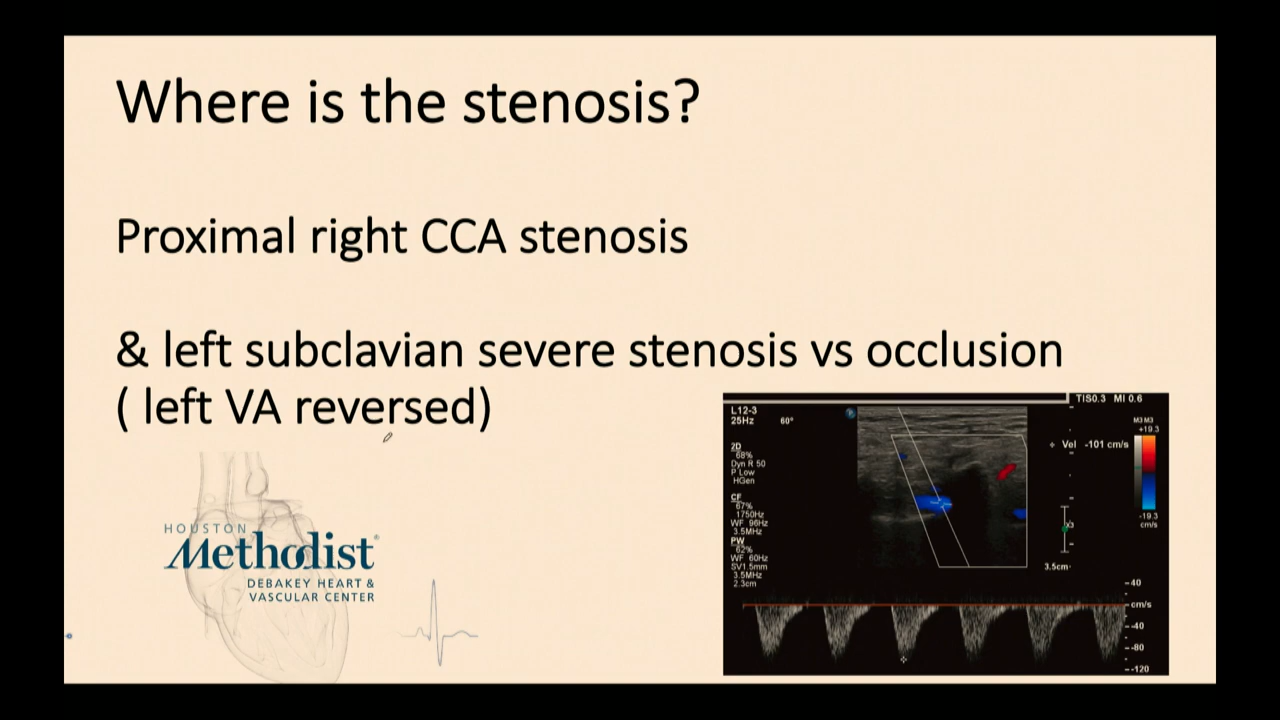 Where is the stenosis?
Proximal right CCA stenosis
& left subclavian severe stenosis vs occlusion
( left VA reversed)
HOUSTON
Methodist®
DEBAKEY HEART &
VASCULAR CENTER
TIS0.3 MI 0.6
L12-3
25Hz 60°
M3 M3
+19.3
Vel -101 cm/s
2D
68%
Dyn R 50
P Low
HGen
CF
67%
1750Hz
WF 96Hz
3.5MHz
PW
62%
WF 60Hz
SV1.5mm
3.5MHz
2.3cm
-19.3
cm/s
x3
3.5cm
-40
cm/s
-40
-80
-120